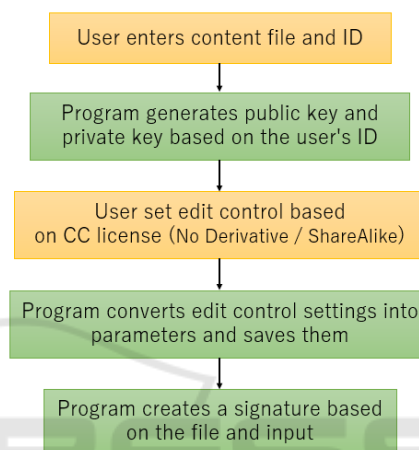 User enters content file and ID
Program generates public key and
private key based on the user's ID
User set edit control based
on CC license (No Derivative / ShareAlike)
Program converts edit control settings into
parameters and saves them
Program creates a signature based
on the file and input